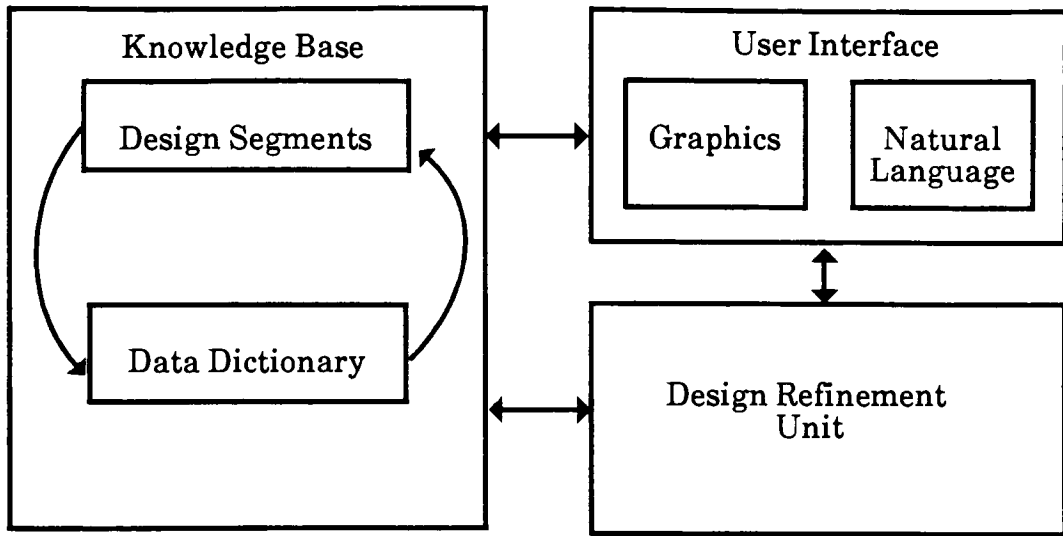 Knowledge Base
Design Segments
Data Dictionary
User Interface
Graphics
Natural
Language
Design Refinement
Unit